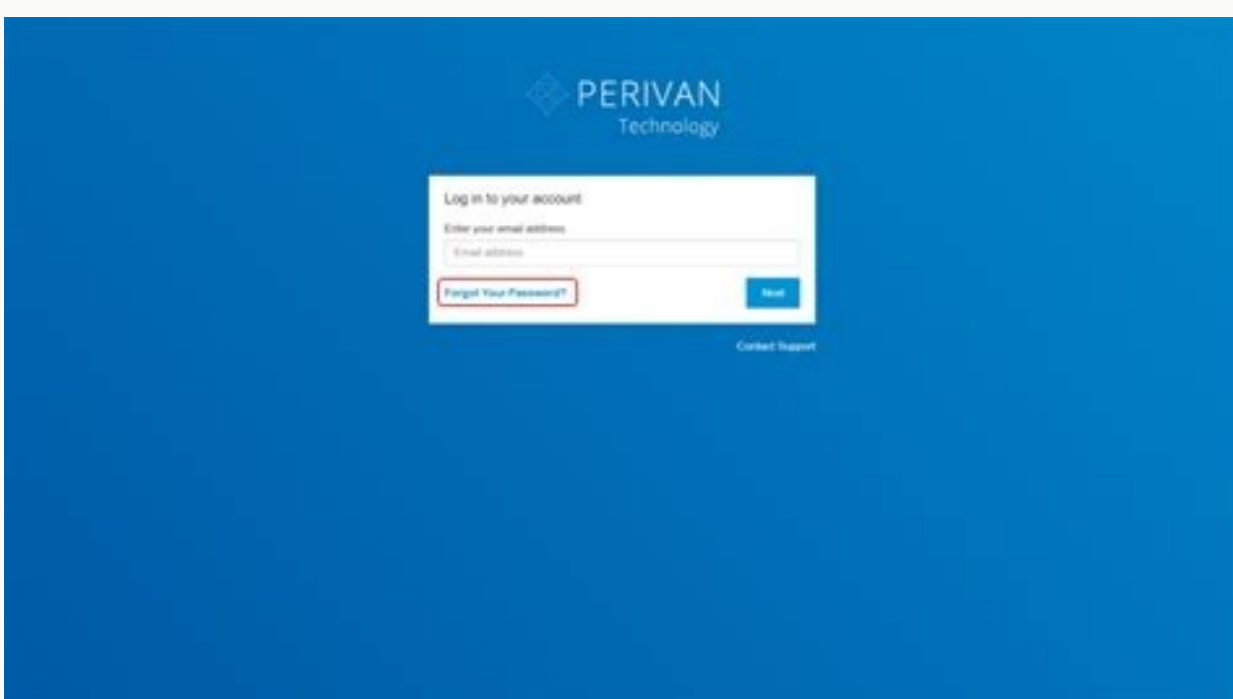 PERIVAN
Technology
Log in to your account
Enter your email address
Email address
Forgot Your Password?
Next
Contact Support